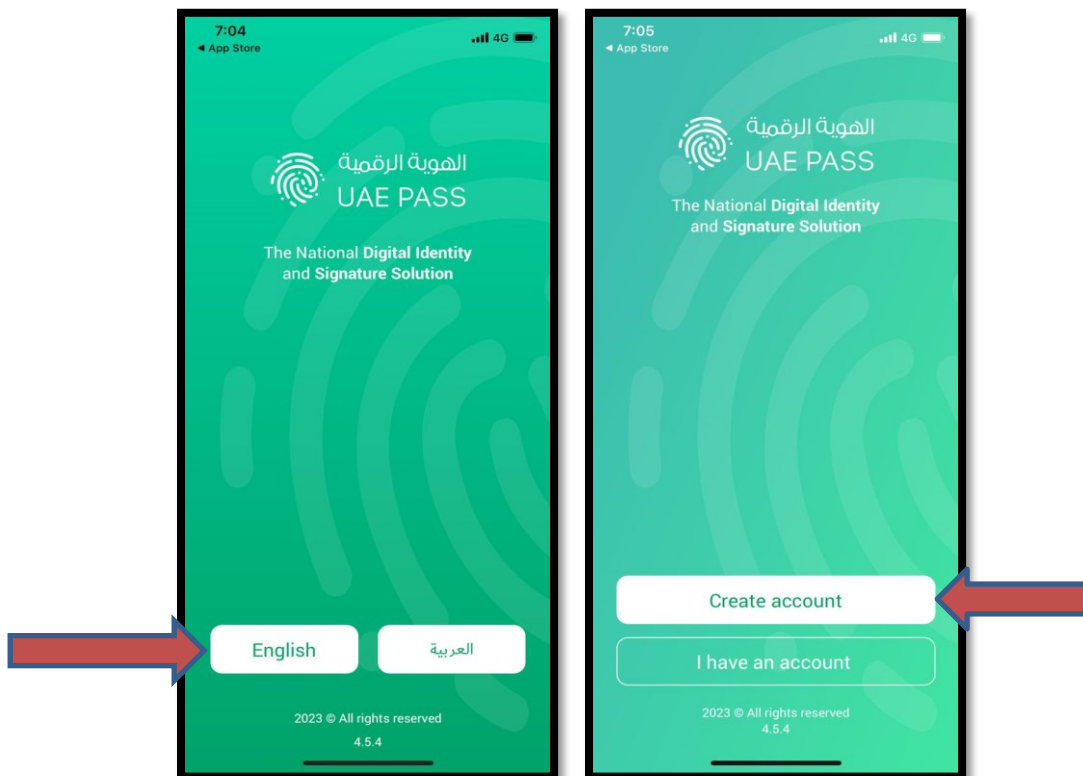 7:04
◀ App Store
4G
الهوية الرقمية
UAE PASS
The National Digital Identity
and Signature Solution
English
العربية
2023 © All rights reserved
4.5.4
7:05
◀ App Store
4G
الهوية الرقمية
UAE PASS
The National Digital Identity
and Signature Solution
Create account
I have an account
2023 © All rights reserved
4.5.4